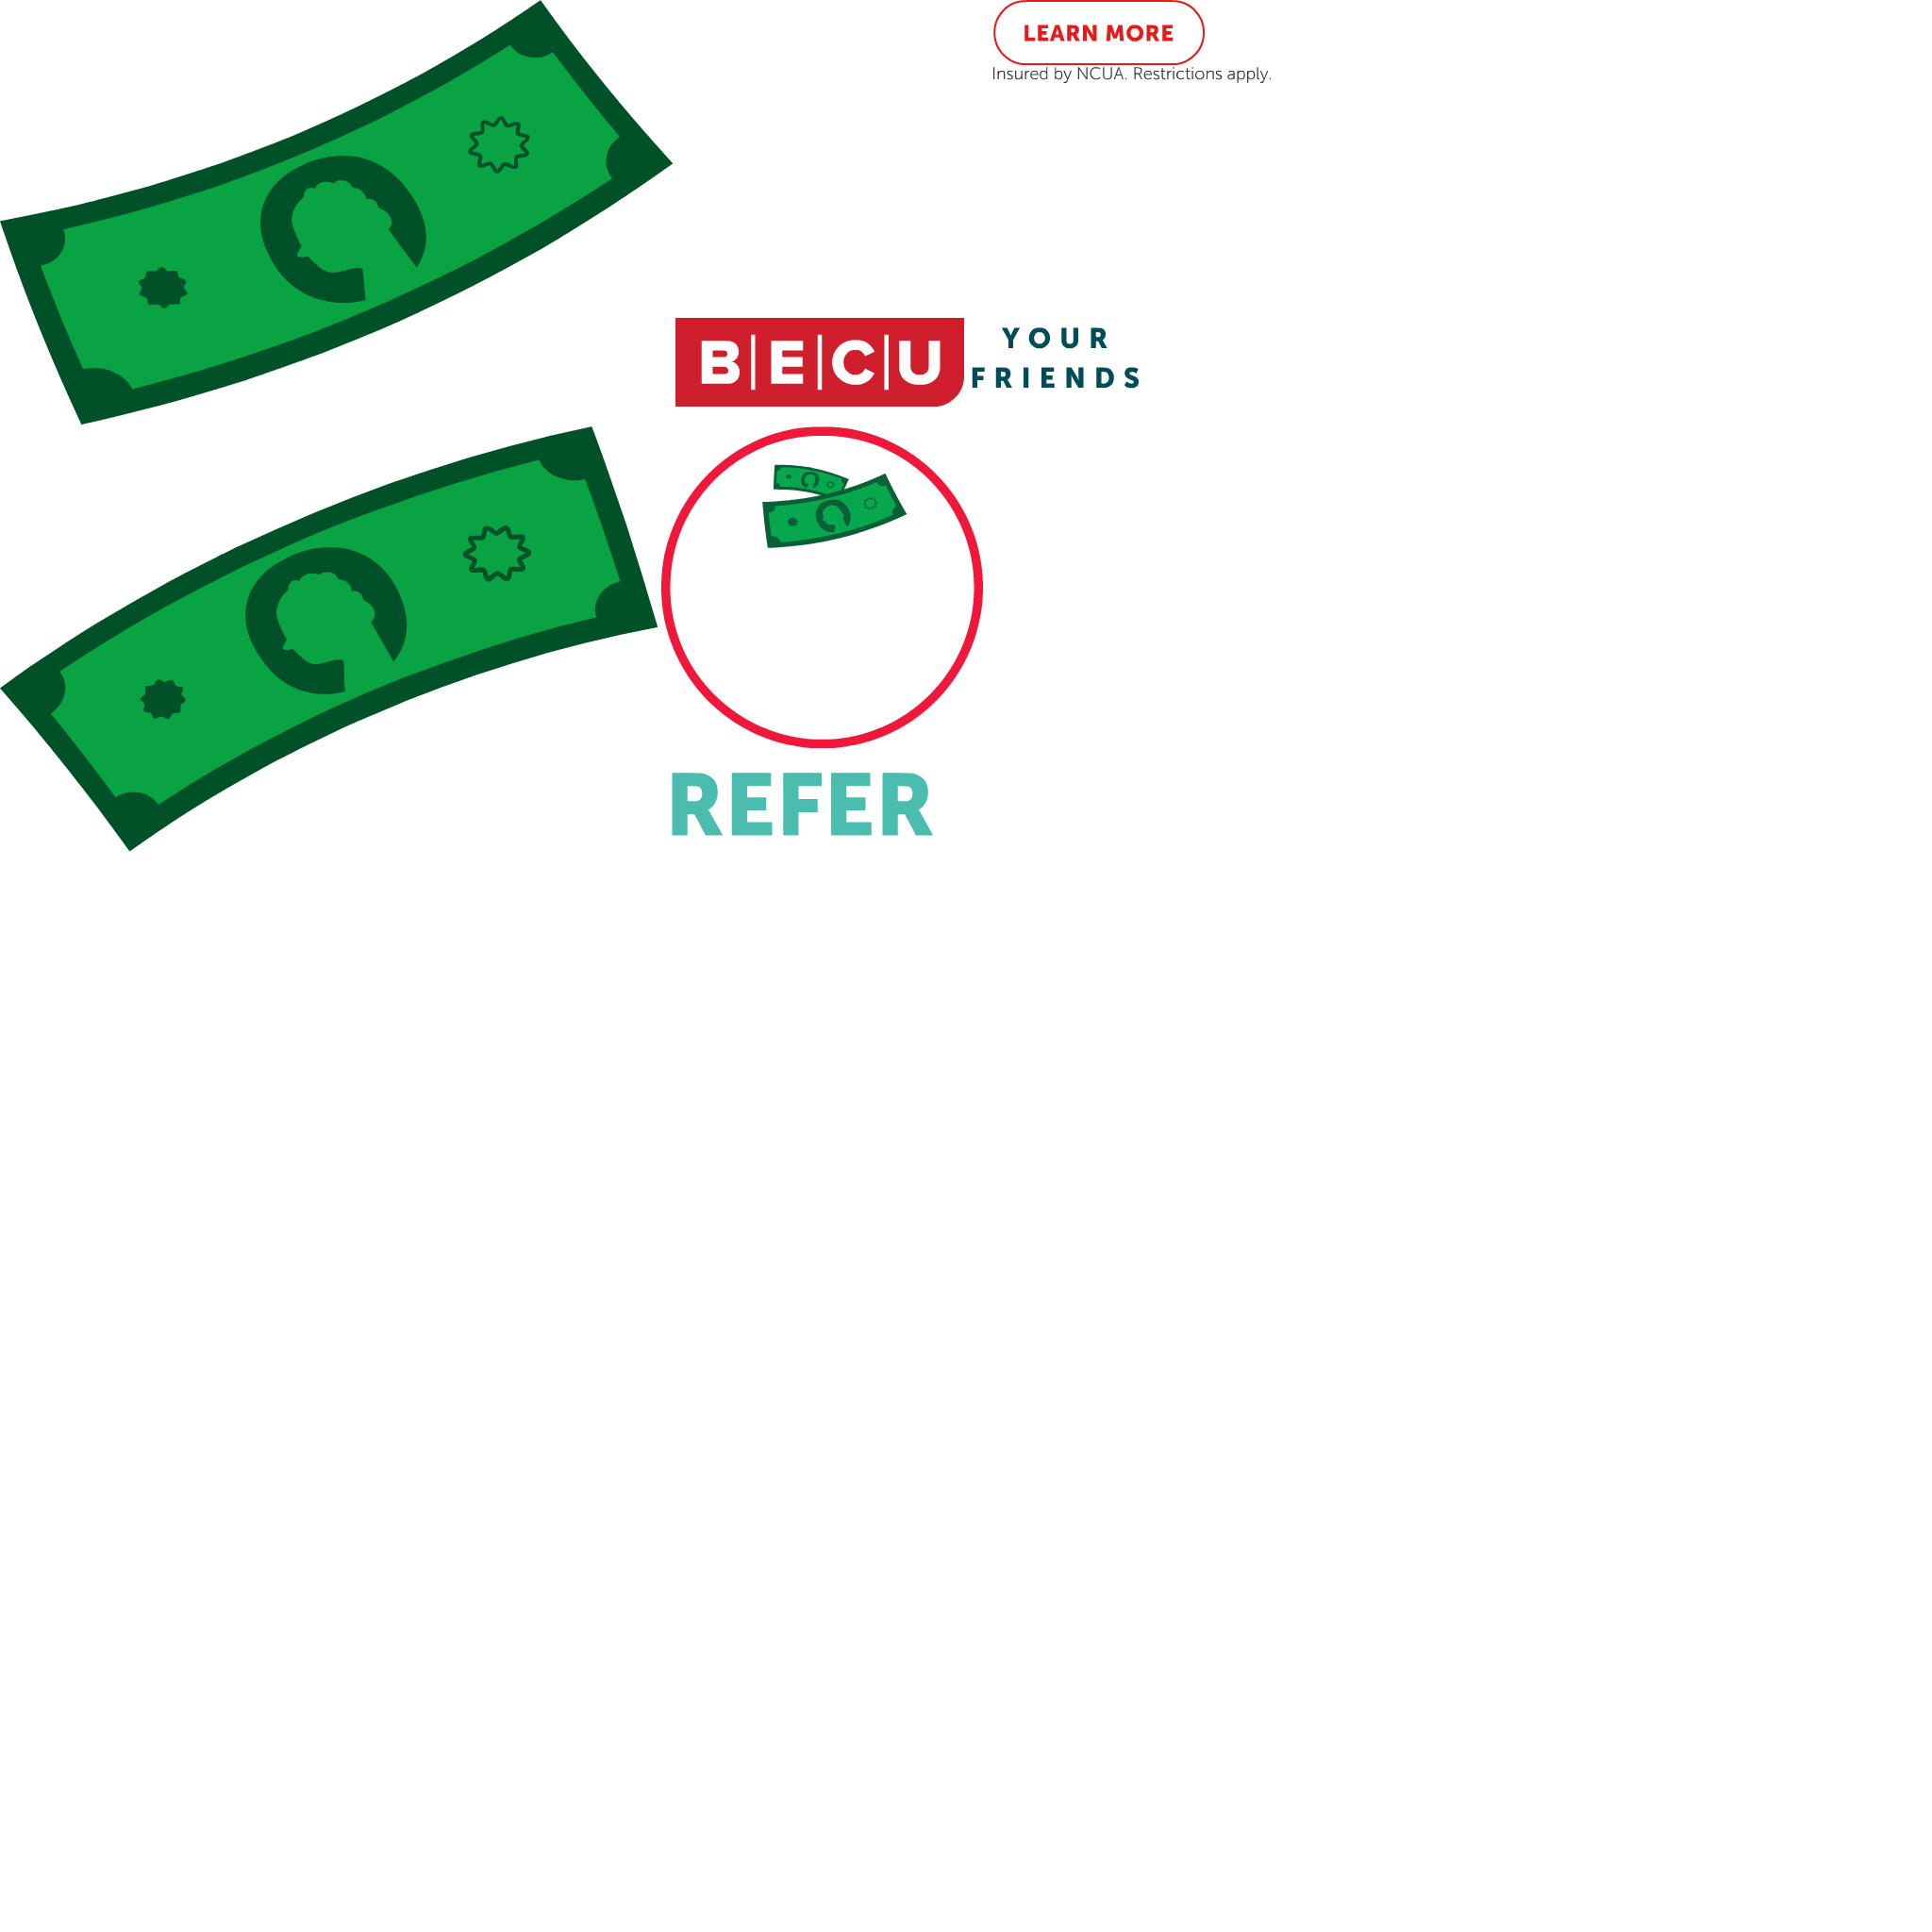 LEARN MORE
Insured by NCUA. Restrictions apply.
B|E|C|U
YOUR
FRIENDS
REFER